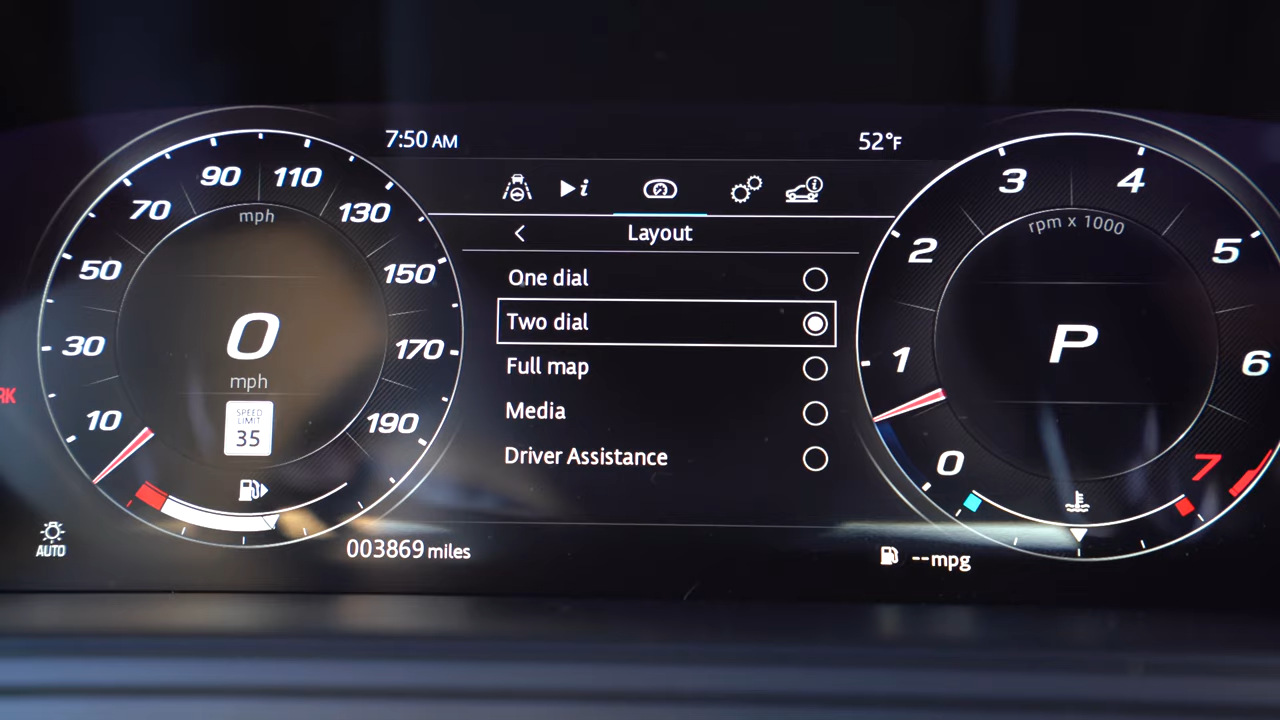 7:50 AM
52°F
i
i
Layout
One dial
Two dial
Full map
Media
Driver Assistance
10
30
50
70
90
110
130
150
170
190
mph
0
mph
SPEED
LIMIT
35
AUTO
003869 miles
0
1
2
3
4
5
6
7
rpm x 1000
P
--mpg